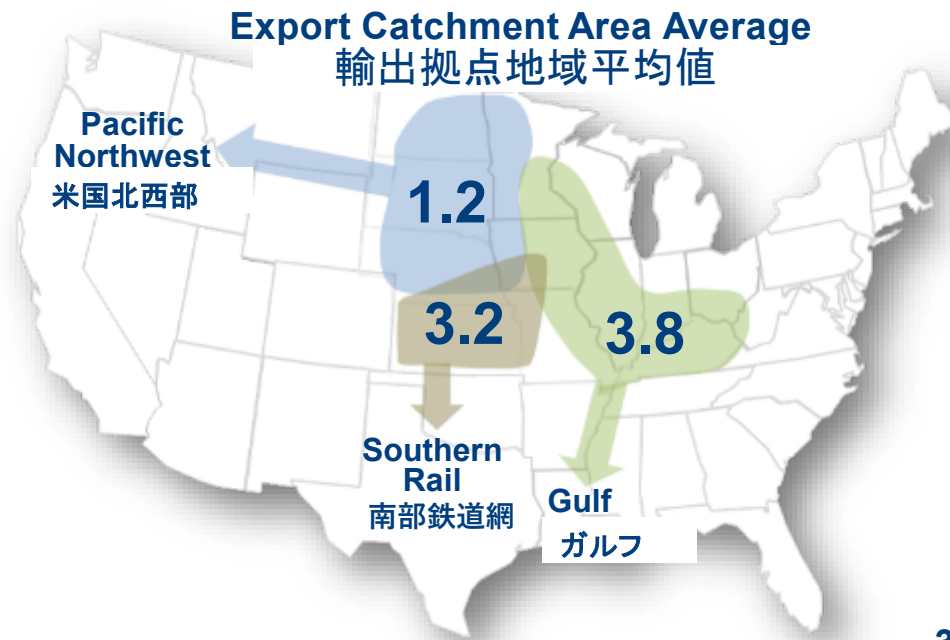 Export Catchment Area Average
輸出拠点地域平均値
Pacific
Northwest
米国北西部
1.2
3.2
3.8
Southern
Rail
南部鉄道網
Gulf
ガルフ